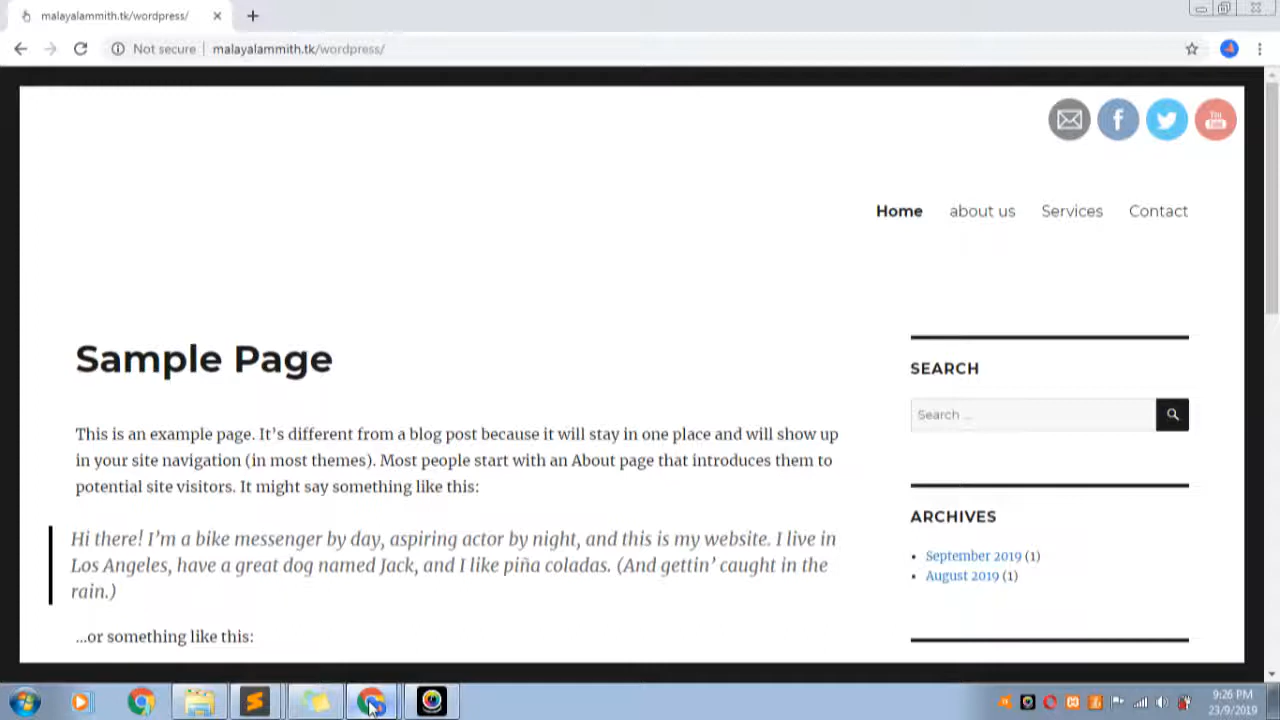 malayalammith.tk/wordpress/
Not secure
malayalammith.tk/wordpress/
You
Tube
Home about us Services Contact
Sample Page
This is an example page. It's different from a blog post because it will stay in one place and will show up
in your site navigation (in most themes). Most people start with an About page that introduces them to
potential site visitors. It might say something like this:
Hi there! I'm a bike messenger by day, aspiring actor by night, and this is my website. I live in
Los Angeles, have a great dog named Jack, and I like piña coladas. (And gettin' caught in the
rain.)
...or something like this:
SEARCH
Search ...
ARCHIVES
September 2019 (1)
August 2019 (1)
9:26 PM
23/9/2019